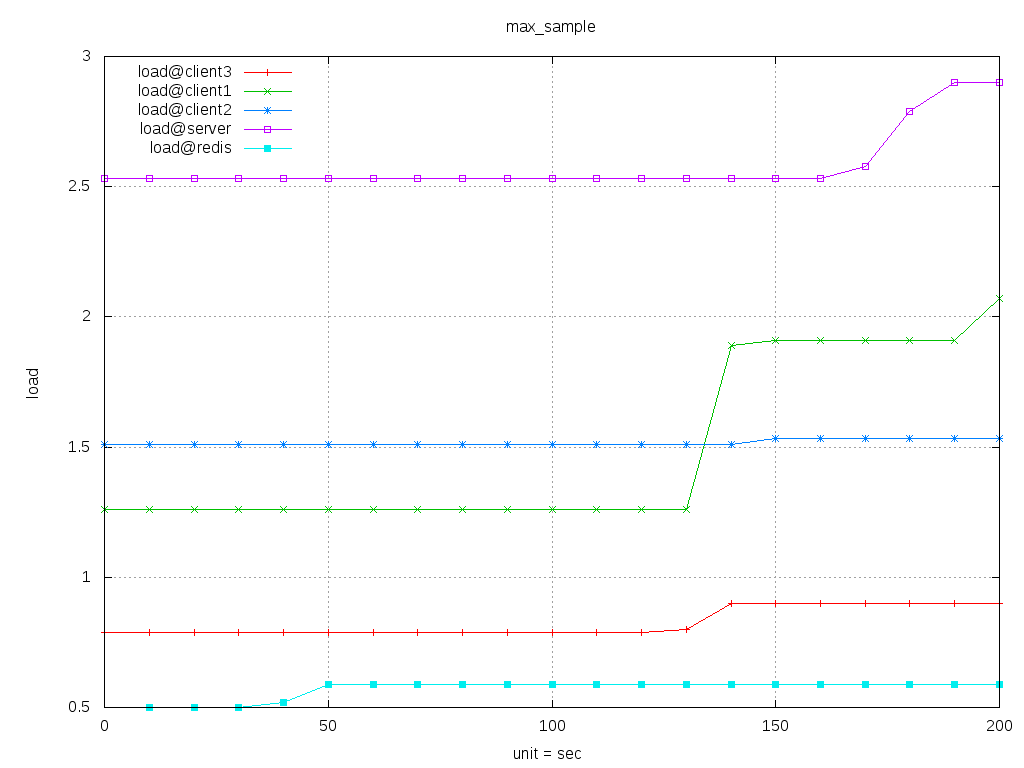 max_sample
3
load@client3
load@client1
load@client2
load@server
load@redis
2.5
2
load
1.5
1
0.5
0 50 100 150 200
unit = sec